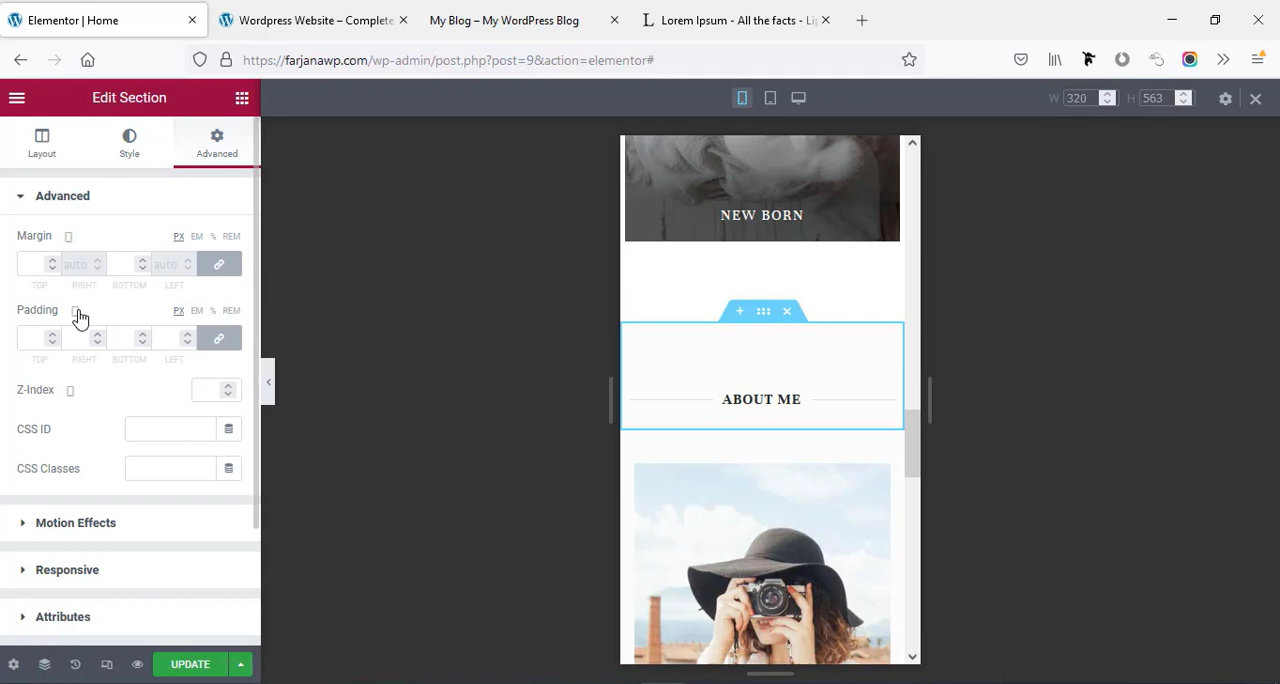 Elementor | Home
Wordpress Website – Complete
My Blog – My WordPress Blog
Lorem Ipsum - All the facts - Lip
https://farjanawp.com/wp-admin/post.php?post=9&action=elementor#
Edit Section
W 320
H 563
Layout
Style
Advanced
Advanced
Margin
PX EM % REM
auto
auto
TOP RIGHT BOTTOM LEFT
Padding
PX EM % REM
TOP RIGHT BOTTOM LEFT
Z-Index
CSS ID
CSS Classes
Motion Effects
Responsive
Attributes
UPDATE
NEW BORN
ABOUT ME